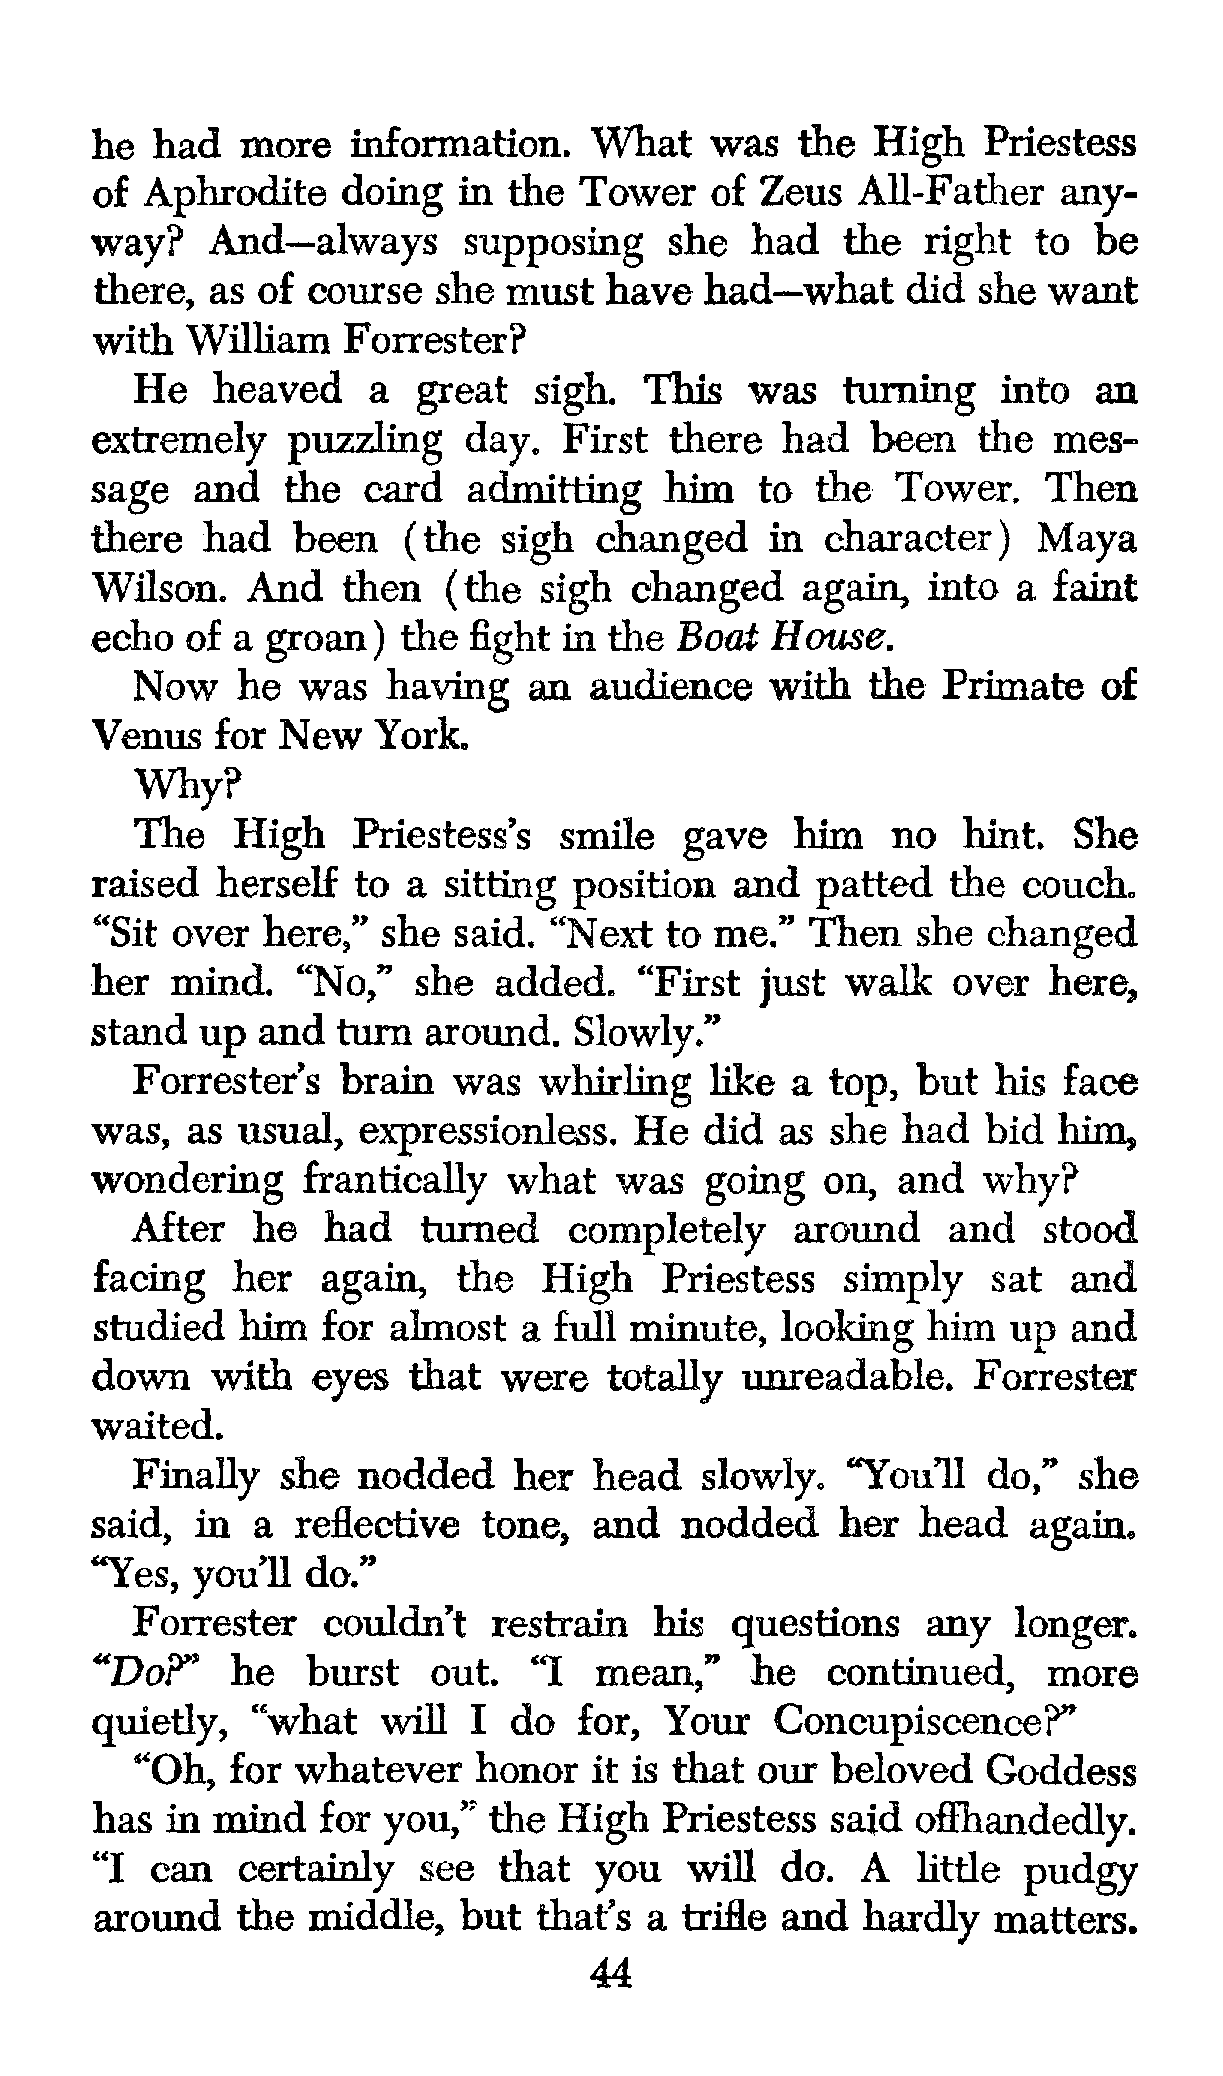 he had more information. What was the High Priestess
of Aphrodite doing in the Tower of Zeus All-Father any-
way? And—always supposing she had the right to be
there, as of course she must have had—what did she want
with William Forrester?
He heaved a great sigh. This was turning into an
extremely puzzling day. First there had been the mes-
sage and the card admitting him to the Tower. Then
there had been (the sigh changed in character) Maya
Wilson. And then (the sigh changed again, into a faint
echo of a groan) the fight in the Boat House.
Now he was having an audience with the Primate of
Venus for New York.
Why?
The High Priestess's smile gave him no hint. She
raised herself to a sitting position and patted the couch.
“Sit over here,” she said. “Next to me.” Then she changed
her mind. “No,” she added. “First just walk over here,
stand up and turn around. Slowly.”
Forrester's brain was whirling like a top, but his face
was, as usual, expressionless. He did as she had bid him,
wondering frantically what was going on, and why?
After he had turned completely around and stood
facing her again, the High Priestess simply sat and
studied him for almost a full minute, looking him up and
down with eyes that were totally unreadable. Forrester
waited.
Finally she nodded her head slowly. “You'll do,” she
said, in a reflective tone, and nodded her head again.
“Yes, you'll do.”
Forrester couldn't restrain his questions any longer.
“Do?” he burst out. “I mean,” he continued, more
quietly, “what will I do for, Your Concupiscence?”
“Oh, for whatever honor it is that our beloved Goddess
has in mind for you,” the High Priestess said offhandedly.
“I can certainly see that you will do. A little pudgy
around the middle, but that's a trifle and hardly matters.
44